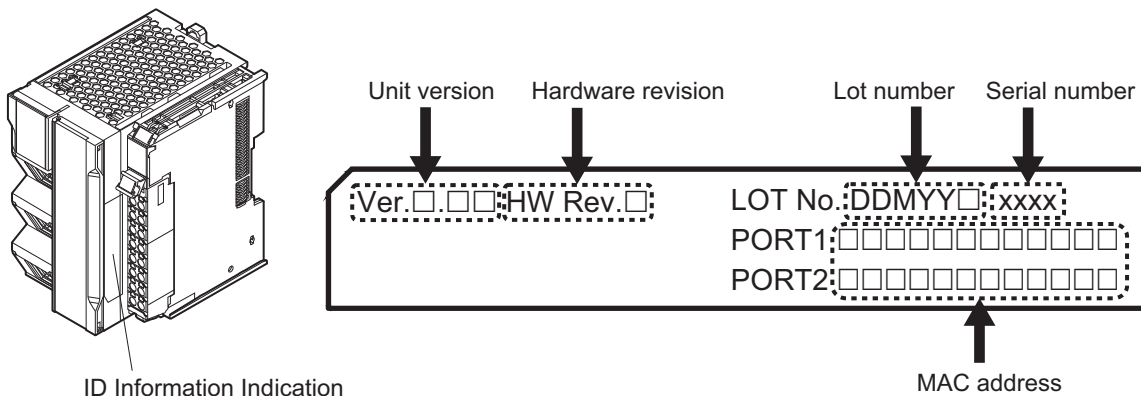 Unit version
Hardware revision
Lot number
Serial number
Ver.□.□□
HW Rev.□
LOT No. DDMYY□ xxxx
PORT1 □□□□□□□□□□□□
PORT2 □□□□□□□□□□□□
ID Information Indication
MAC address